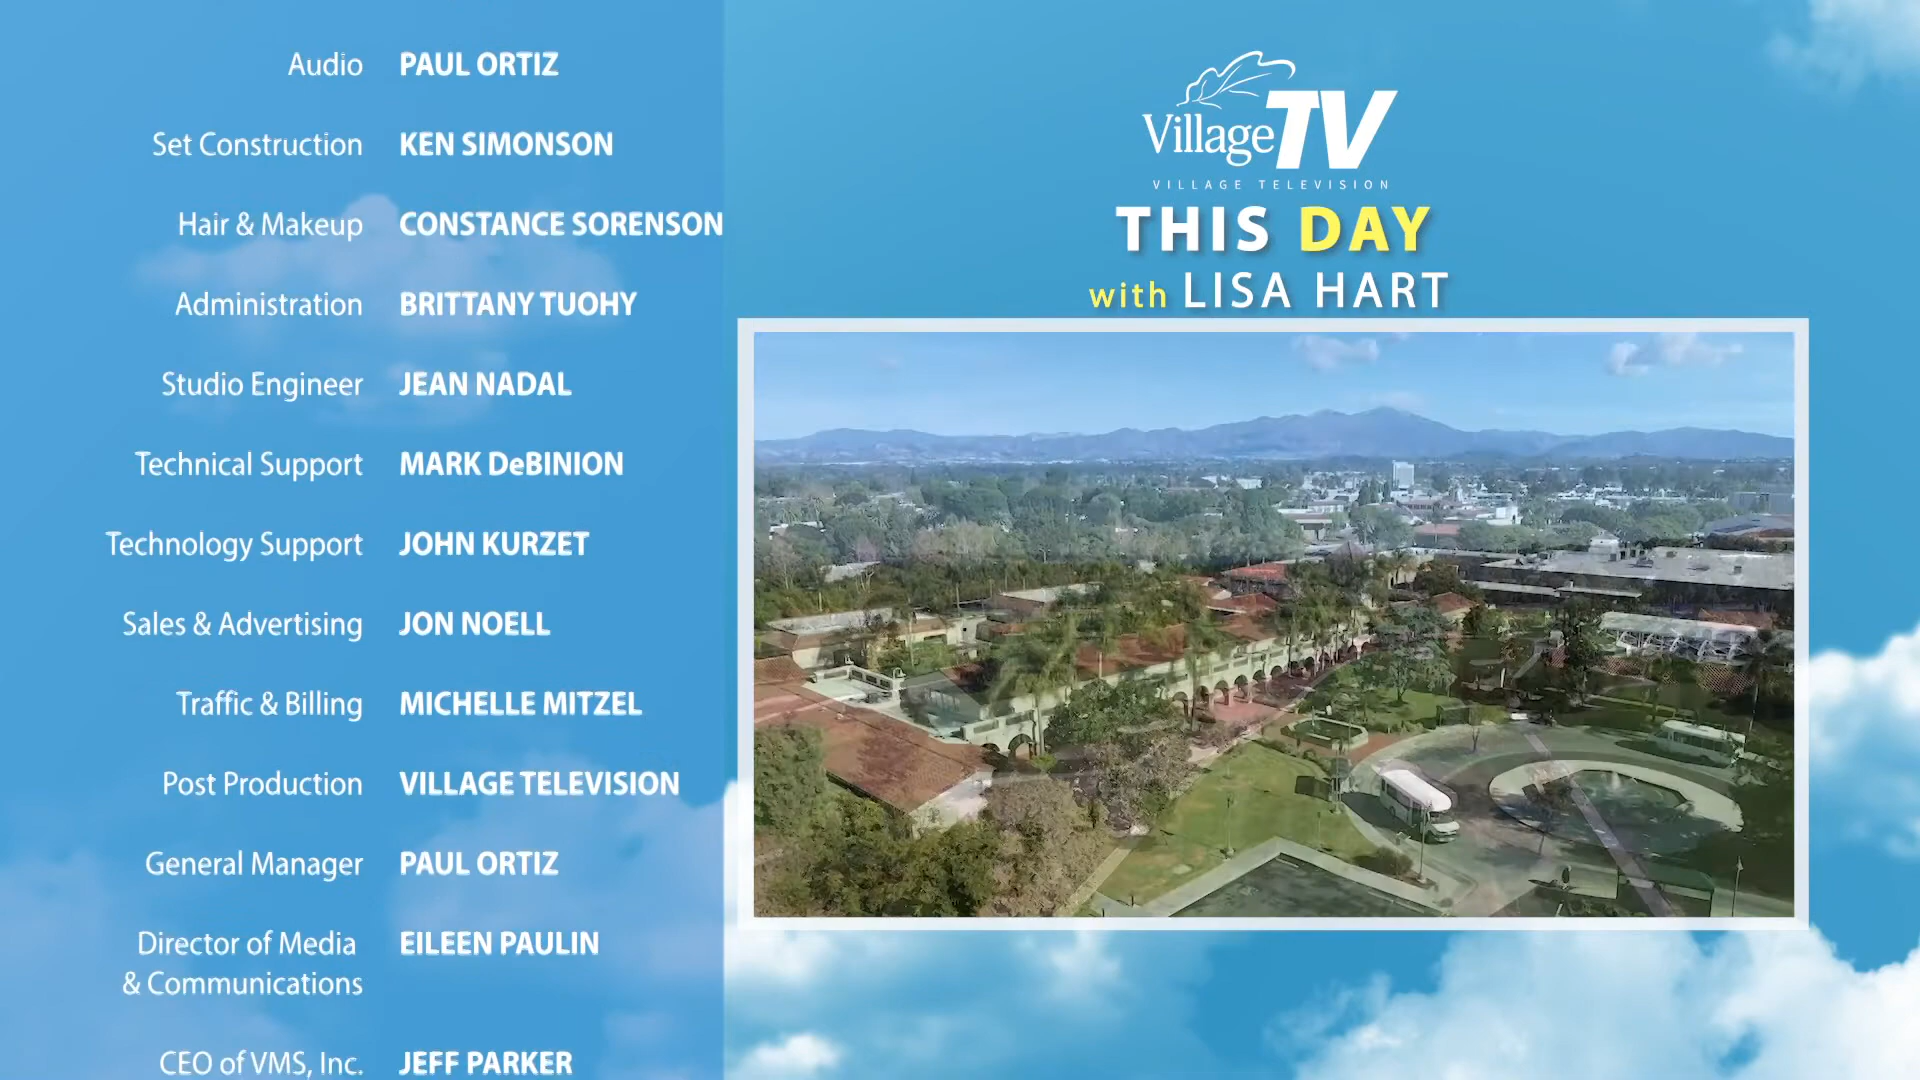 Audio PAUL ORTIZ
Set Construction KEN SIMONSON
Hair & Makeup CONSTANCE SORENSON
Administration BRITTANY TUOHY
Studio Engineer JEAN NADAL
Technical Support MARK DeBINION
Technology Support JOHN KURZET
Sales & Advertising JON NOELL
Traffic & Billing MICHELLE MITZEL
Post Production VILLAGE TELEVISION
General Manager PAUL ORTIZ
Director of Media EILEEN PAULIN
& Communications
CEO of VMS, Inc. JEFF PARKER
Village TV
VILLAGE TELEVISION
THIS DAY
with LISA HART